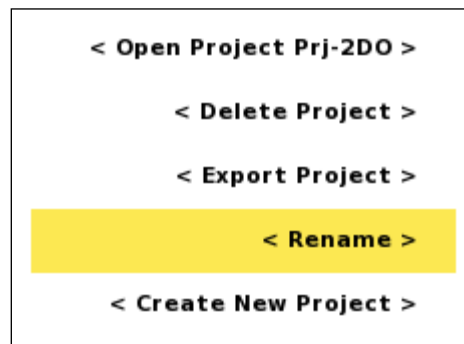 < Open Project Prj-2DO >
< Delete Project >
< Export Project >
< Rename >
< Create New Project >